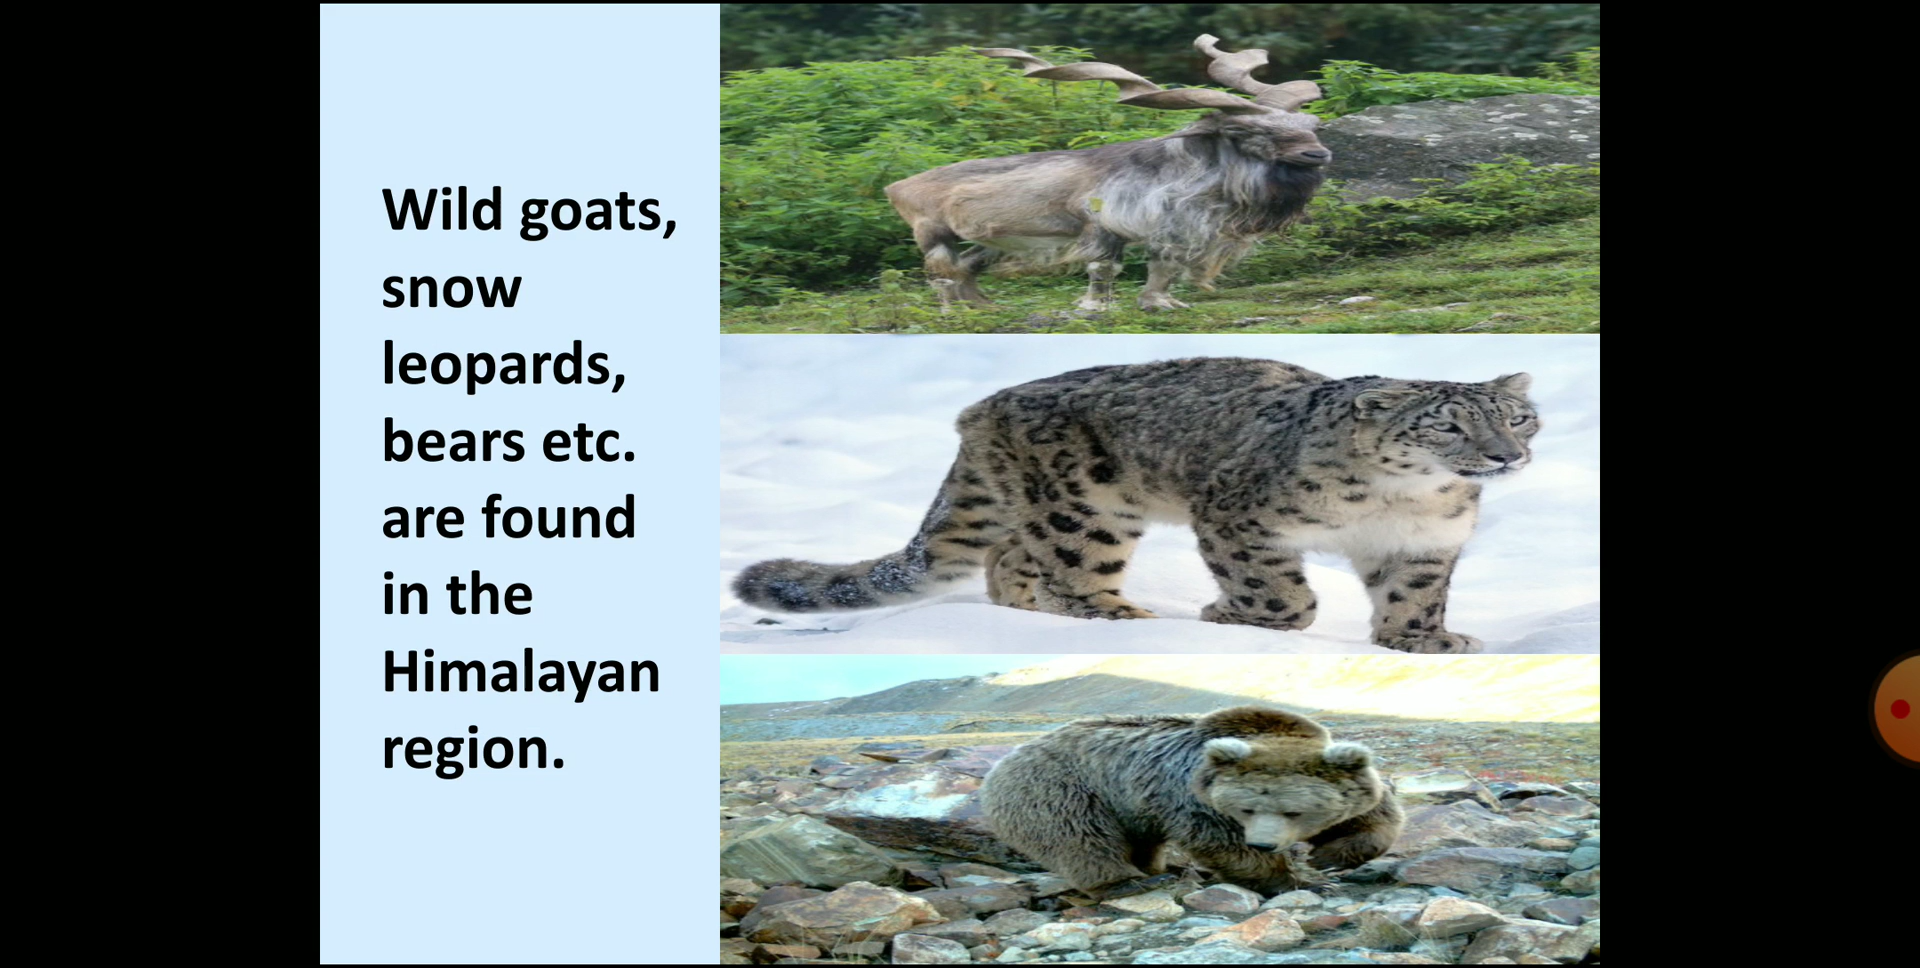 Wild goats,
snow
leopards,
bears etc.
are found
in the
Himalayan
region.